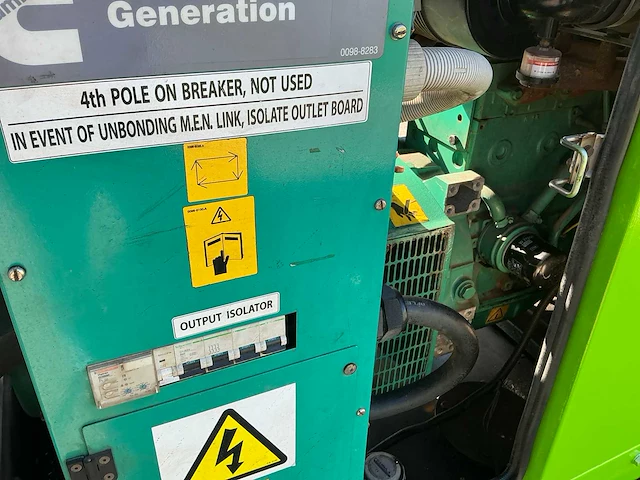 Generation
0098-8283
4th POLE ON BREAKER, NOT USED
IN EVENT OF UNBONDING M.E.N. LINK, ISOLATE OUTLET BOARD
OUTPUT ISOLATOR